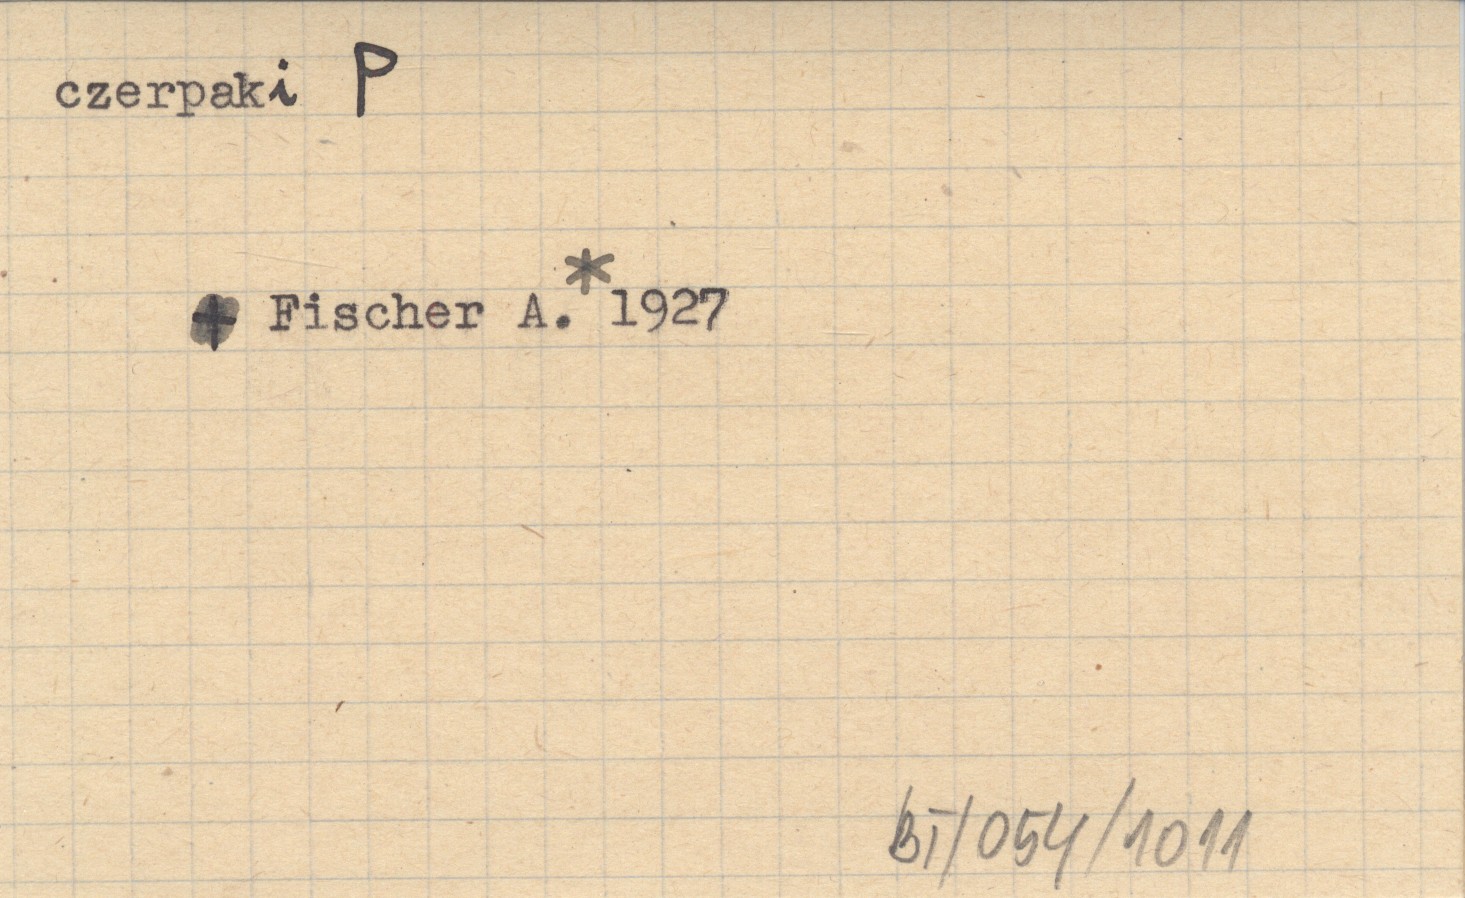 czerpaki P
+ Fischer A.* 1927
BI/054/1011